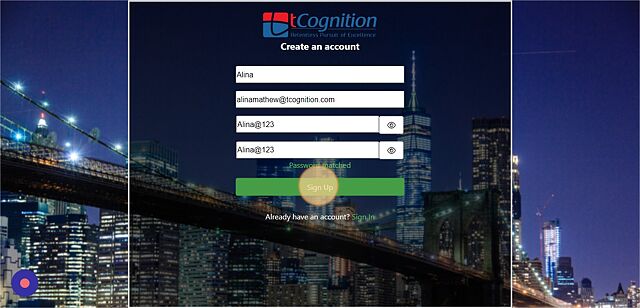 tCognition
Relentless Pursuit of Excellence
Create an account
Alina
alinamathew@tcognition.com
Alina@123
Alina@123
Password matched
Sign Up
Already have an account? Sign In